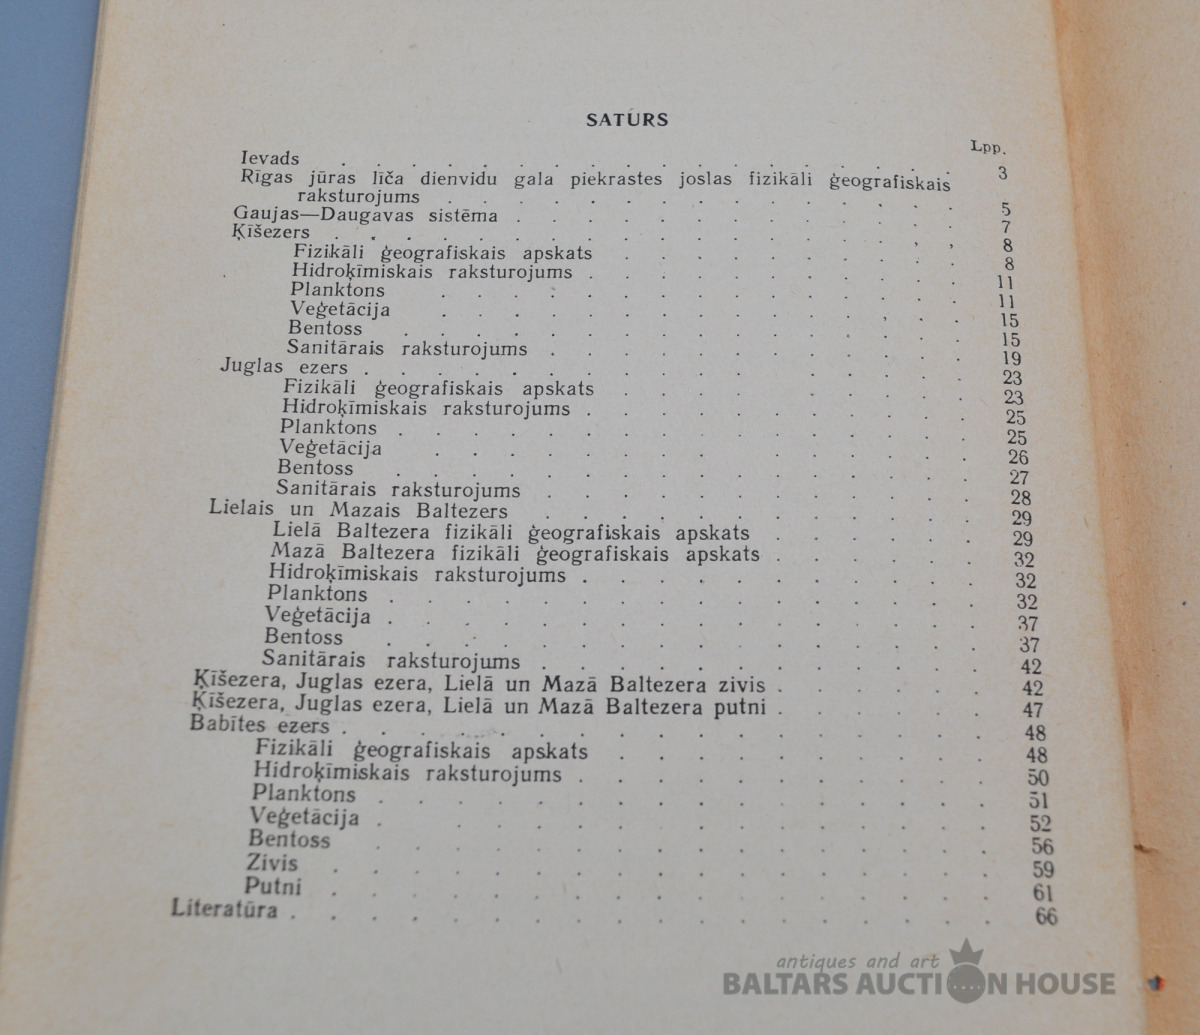 SATURS
Lpp.
Ievads . . . . . . . . . . . . . . . . . 3
Rīgas jūras līča dienvidu gala piekrastes joslas fizikāli ģeografiskais
raksturojums . . . . . . . . . . . . . . 5
Gaujas—Daugavas sistēma . . . . . . . . . . . . 7
Ķīšezers . . . . . . . . . . . . . . . . . 8
Fizikāli ģeografiskais apskats . . . . . . . . . . 8
Hidroķīmiskais raksturojums . . . . . . . . . . . 11
Planktons . . . . . . . . . . . . . . . 11
Veģetācija . . . . . . . . . . . . . . . 15
Bentoss . . . . . . . . . . . . . . . . 15
Sanitārais raksturojums . . . . . . . . . . . . 19
Juglas ezers . . . . . . . . . . . . . . . . 23
Fizikāli ģeografiskais apskats . . . . . . . . . . 23
Hidroķīmiskais raksturojums . . . . . . . . . . . 25
Planktons . . . . . . . . . . . . . . . . 25
Veģetācija . . . . . . . . . . . . . . . 26
Bentoss . . . . . . . . . . . . . . . . 27
Sanitārais raksturojums . . . . . . . . . . . . 28
Lielais un Mazais Baltezers . . . . . . . . . . . . 29
Lielā Baltezera fizikāli ģeografiskais apskats . . . . . . 29
Mazā Baltezera fizikāli ģeografiskais apskats . . . . . . 32
Hidroķīmiskais raksturojums . . . . . . . . . . . 32
Planktons . . . . . . . . . . . . . . . . 32
Veģetācija . . . . . . . . . . . . . . . . 37
Bentoss . . . . . . . . . . . . . . . . 37
Sanitārais raksturojums . . . . . . . . . . . . 42
Ķīšezera, Juglas ezera, Lielā un Mazā Baltezera zivis . . . . . . 42
Ķīšezera, Juglas ezera, Lielā un Mazā Baltezera putni . . . . . . 47
Babītes ezers . . . . . . . . . . . . . . . . . 48
Fizikāli ģeografiskais apskats . . . . . . . . . . 48
Hidroķīmiskais raksturojums . . . . . . . . . . . 50
Planktons . . . . . . . . . . . . . . . . 51
Veģetācija . . . . . . . . . . . . . . . 52
Bentoss . . . . . . . . . . . . . . . . 56
Zivis . . . . . . . . . . . . . . . . . 59
Putni . . . . . . . . . . . . . . . . . 61
Literatūra . . . . . . . . . . . . . . . . . . 66
antiques and art
BALTARS AUCTION HOUSE